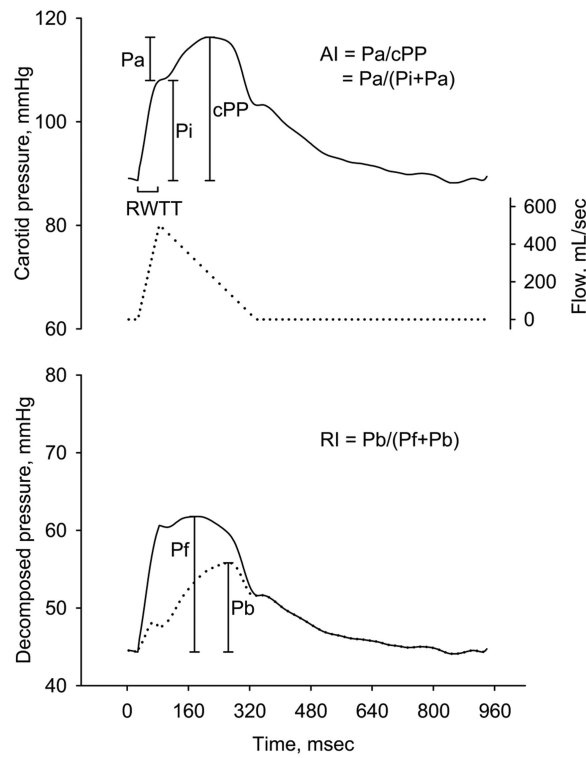 120
Pa
AI = Pa/cPP
= Pa/(Pi+Pa)
100
Pi
cPP
RWTT
80
60
Carotid pressure, mmHg
600
400
200
0
Flow, mL/sec
80
70
RI = Pb/(Pf+Pb)
60
Pf
50
Pb
40
Decomposed pressure, mmHg
0 160 320 480 640 800 960
Time, msec